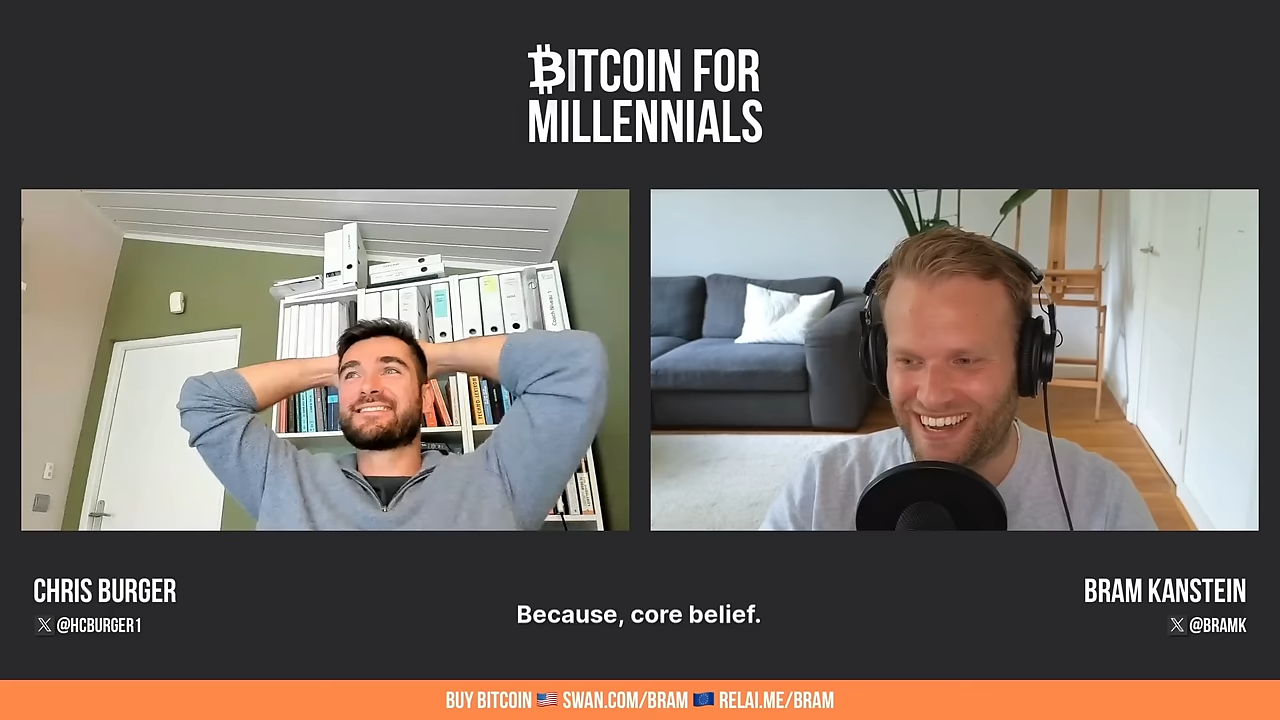 ₿ITCOIN FOR
MILLENNIALS
CHRIS BURGER
𝕏 @HCBURGER1
Because, core belief.
BRAM KANSTEIN
𝕏 @BRAMK
BUY BITCOIN 🇺🇸 SWAN.COM/BRAM 🇪🇺 RELAI.ME/BRAM